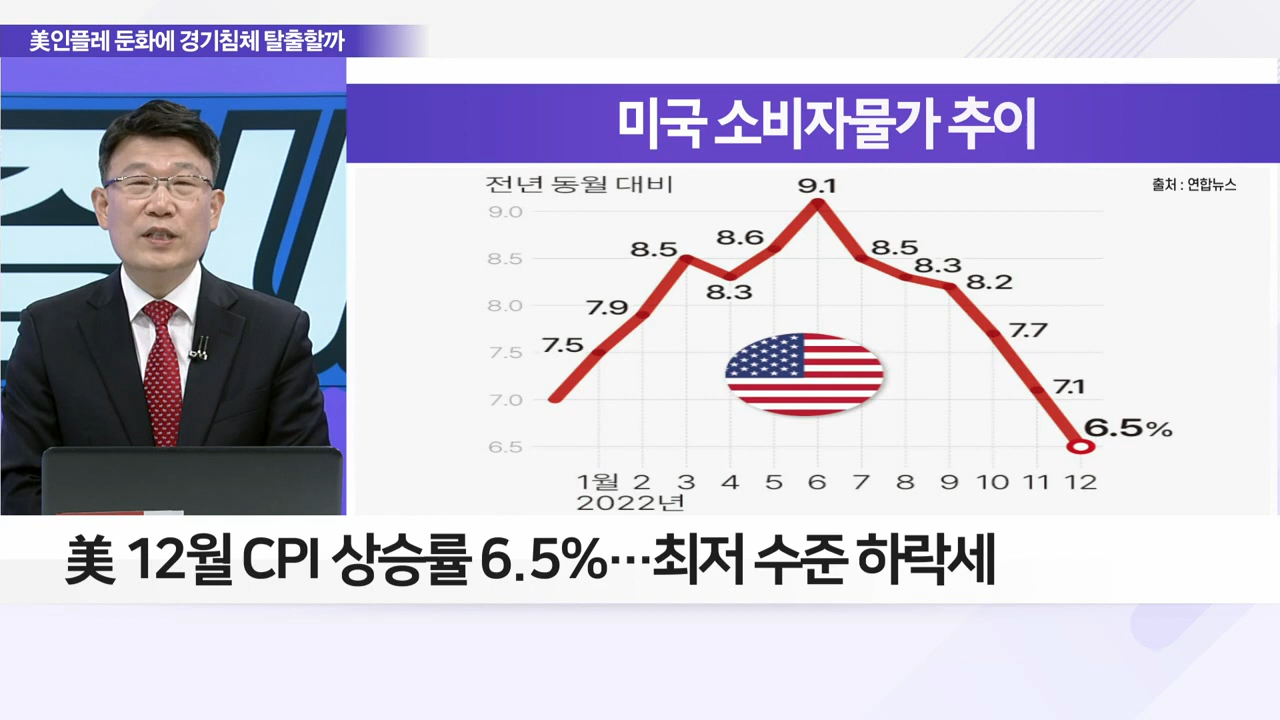 美인플레 둔화에 경기침체 탈출할까
미국 소비자물가 추이
전년 동월 대비
출처 : 연합뉴스
9.0
8.5
8.0
7.5
7.0
6.5
7.5
7.9
8.5
8.3
8.6
9.1
8.5
8.3
8.2
7.7
7.1
6.5%
1월 2 3 4 5 6 7 8 9 10 11 12
2022년
美 12월 CPI 상승률 6.5%…최저 수준 하락세